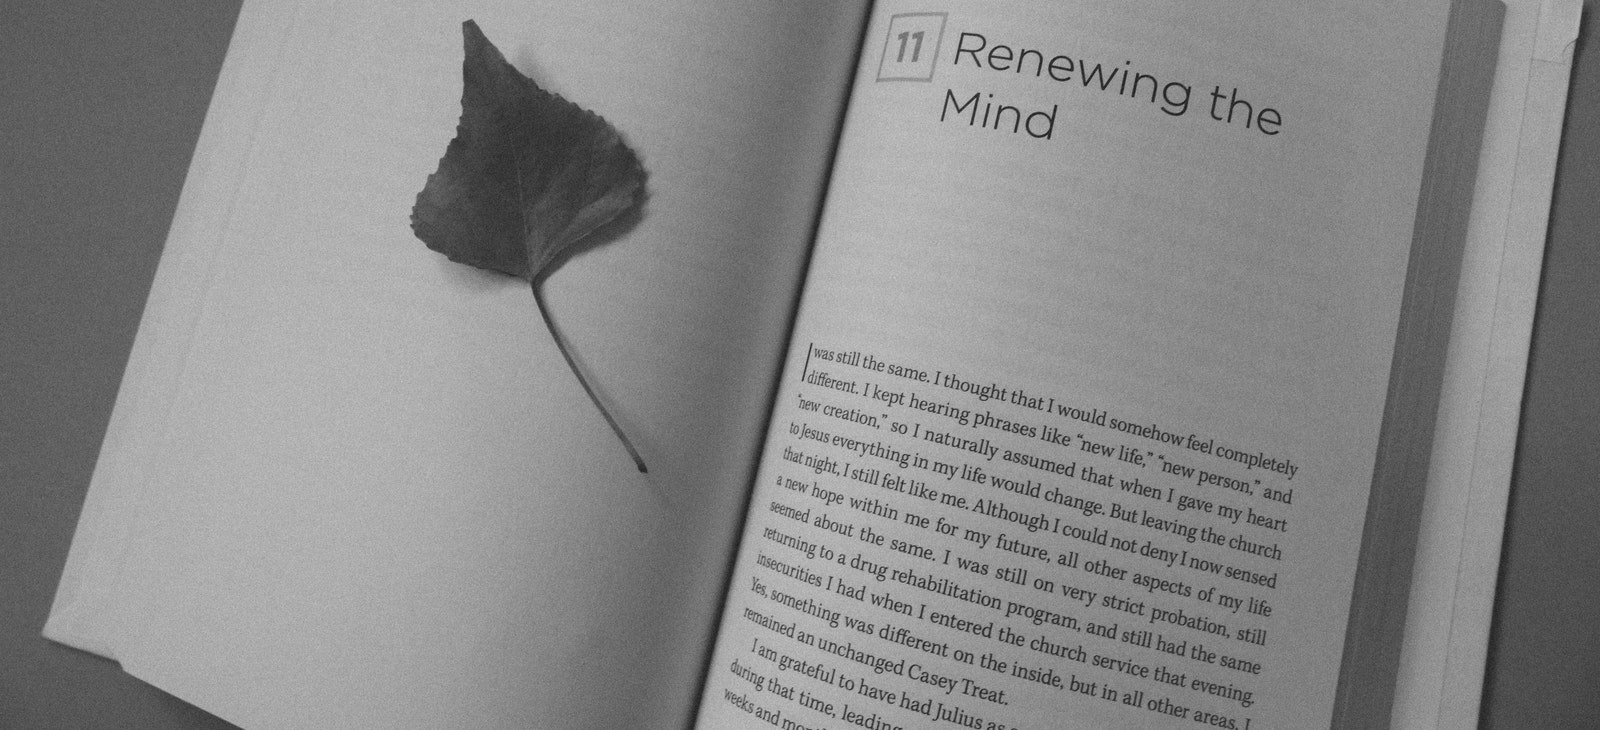 11
Renewing the
Mind
I was still the same. I thought that I would somehow feel completely
different. I kept hearing phrases like “new life,” “new person,” and
“new creation,” so I naturally assumed that when I gave my heart
to Jesus everything in my life would change. But leaving the church
that night, I still felt like me. Although I could not deny I now sensed
a new hope within me for my future, all other aspects of my life
seemed about the same. I was still on very strict probation, still
returning to a drug rehabilitation program, and still had the same
insecurities I had when I entered the church service that evening.
Yes, something was different on the inside, but in all other areas, I
remained an unchanged Casey Treat.
I am grateful to have had Julius as
during that time, leading
weeks and